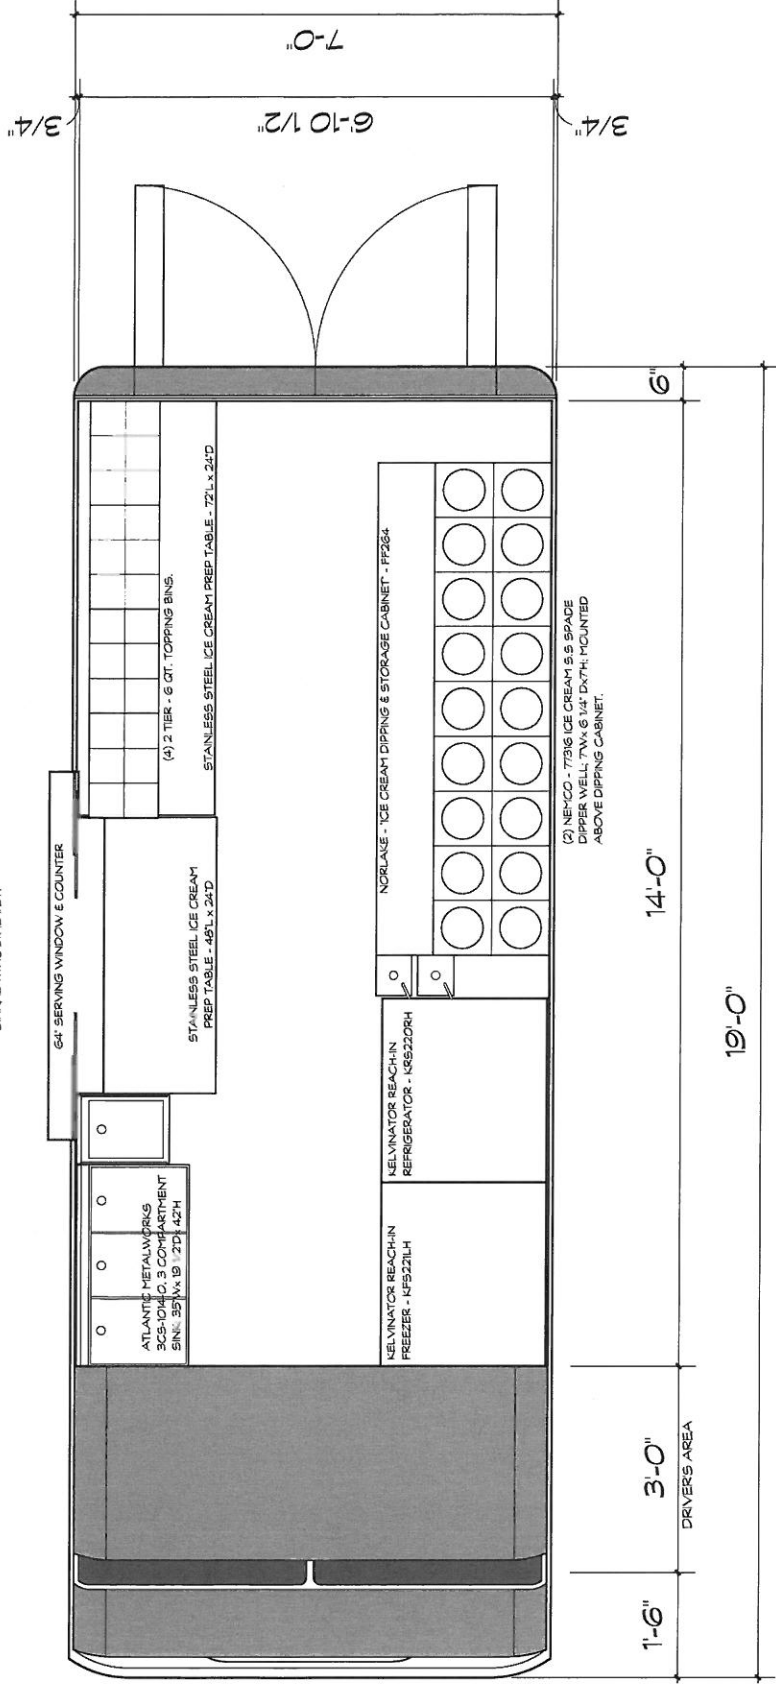 7'-0"
3/4"
6'-10 1/2"
3/4"
6"
STAINLESS STEEL ICE CREAM PREP TABLE - 72"L x 24"D
(4) 2 TIER - 6 QT. TOPPING BINS.
NORLAKE - ICE CREAM DIPPING & STORAGE CABINET - FF264
(2) NEMCO - 77316 ICE CREAM S.S SPADE
DIPPER WELL; 7"W x 6 1/4" D x 7"H; MOUNTED
ABOVE DIPPING CABINET.
64" SERVING WINDOW & COUNTER
STAINLESS STEEL ICE CREAM
PREP TABLE - 48"L x 24"D
14'-0"
19'-0"
KELVINATOR REACH-IN
REFRIGERATOR - KRS220RH
ATLANTIC METALWORKS
3CS-1014-0, 3 COMPARTMENT
SINK: 35"W x 19 1/2"D x 42"H
KELVINATOR REACH-IN
FREEZER - KFS221LH
3'-0"
DRIVER'S AREA
1'-6"